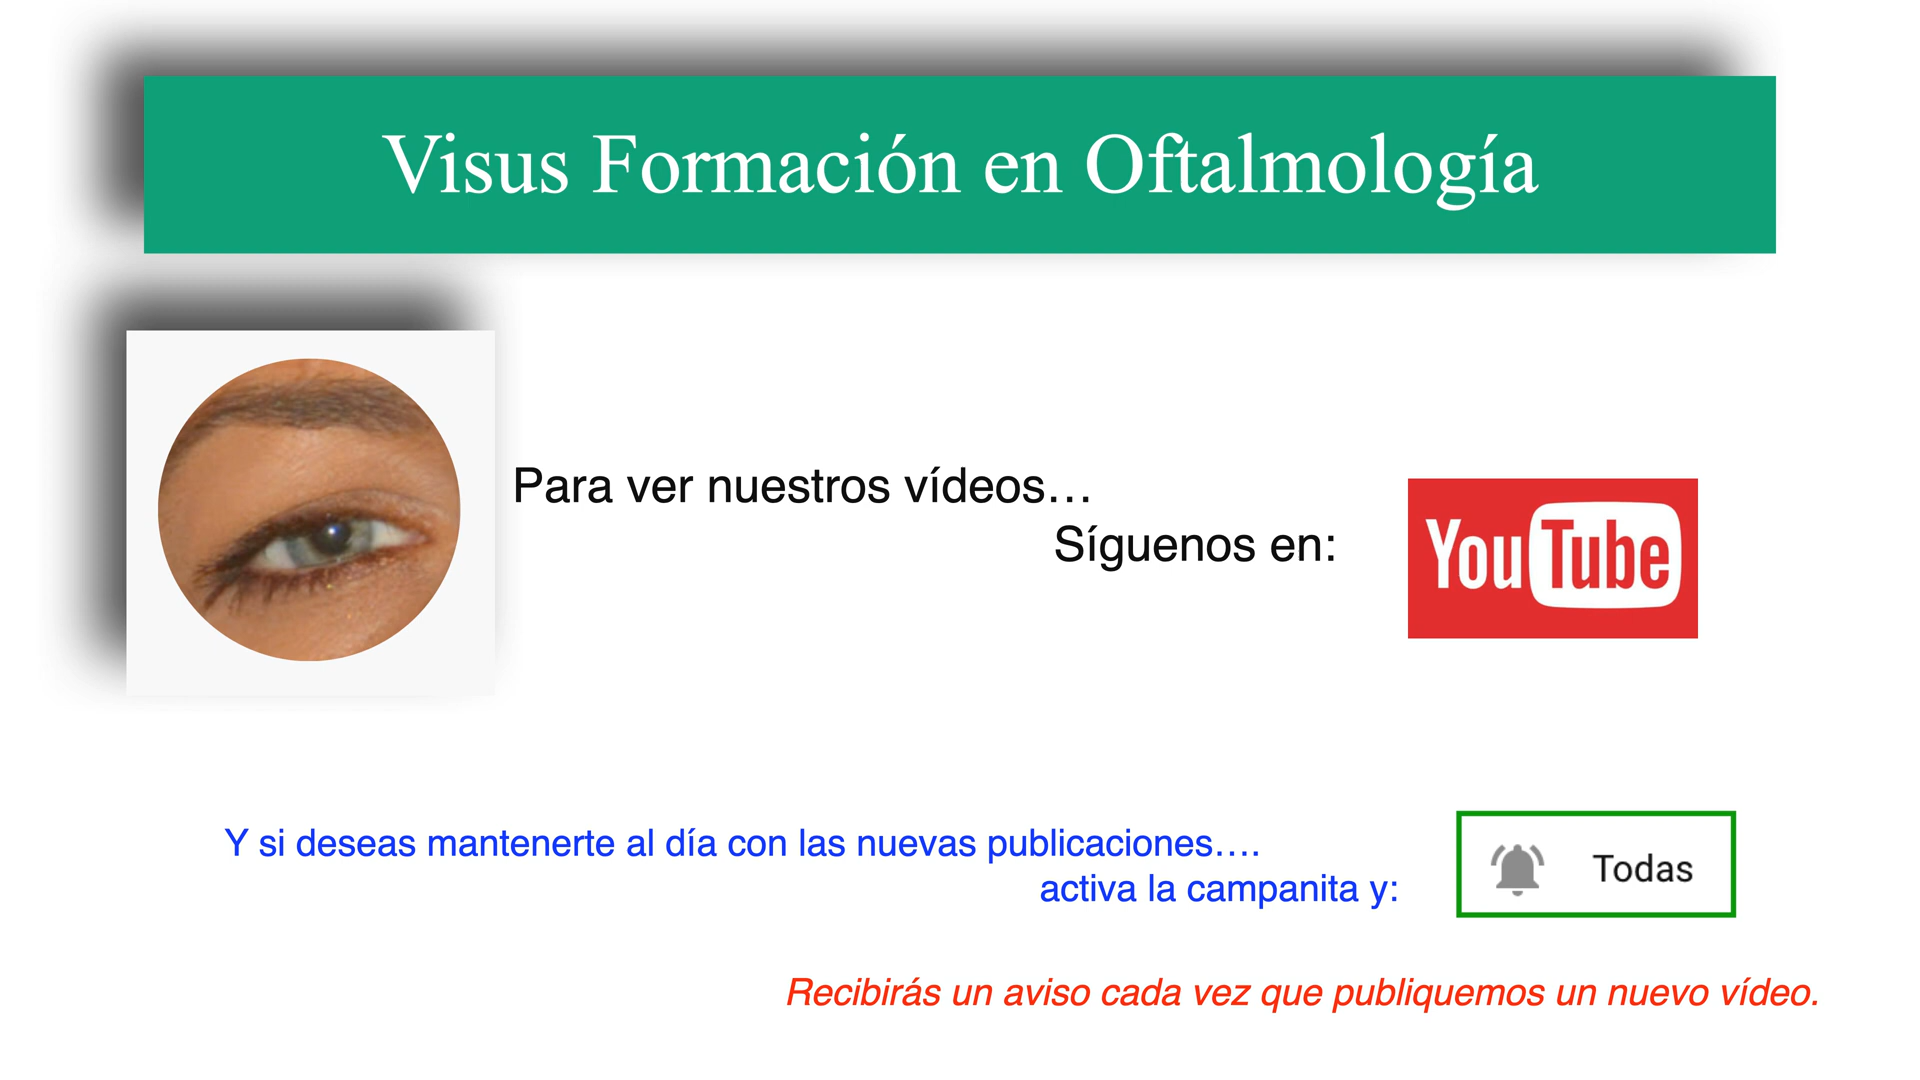 Visus Formación en Oftalmología
Para ver nuestros vídeos…
Síguenos en:
YouTube
Y si deseas mantenerte al día con las nuevas publicaciones….
activa la campanita y:
Todas
Recibirás un aviso cada vez que publiquemos un nuevo vídeo.